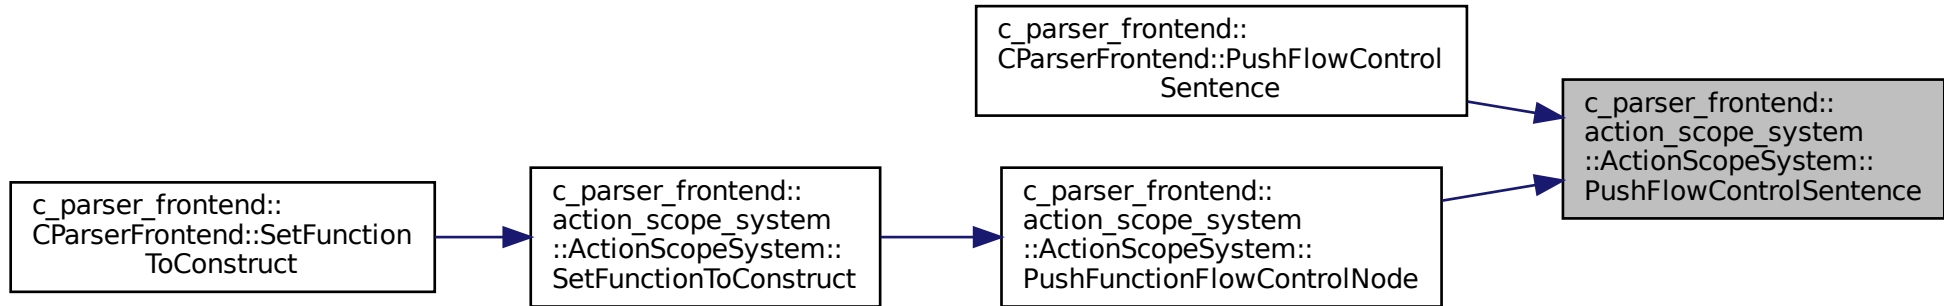 c_parser_frontend::
CParserFrontend::PushFlowControl
Sentence
c_parser_frontend::
action_scope_system
::ActionScopeSystem::
PushFlowControlSentence
c_parser_frontend::
CParserFrontend::SetFunction
ToConstruct
c_parser_frontend::
action_scope_system
::ActionScopeSystem::
SetFunctionToConstruct
c_parser_frontend::
action_scope_system
::ActionScopeSystem::
PushFunctionFlowControlNode